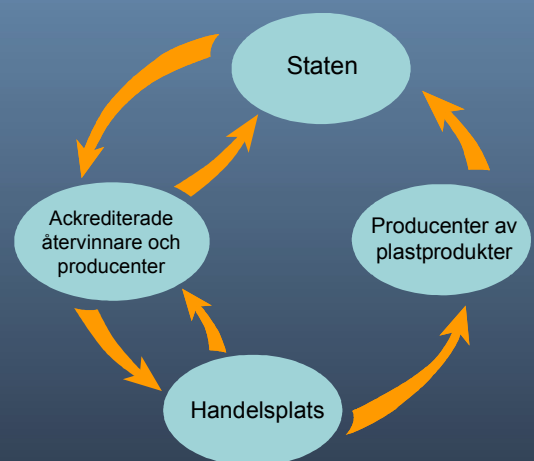 Staten
Ackrediterade
återvinnare och
producenter
Producenter av
plastprodukter
Handelsplats